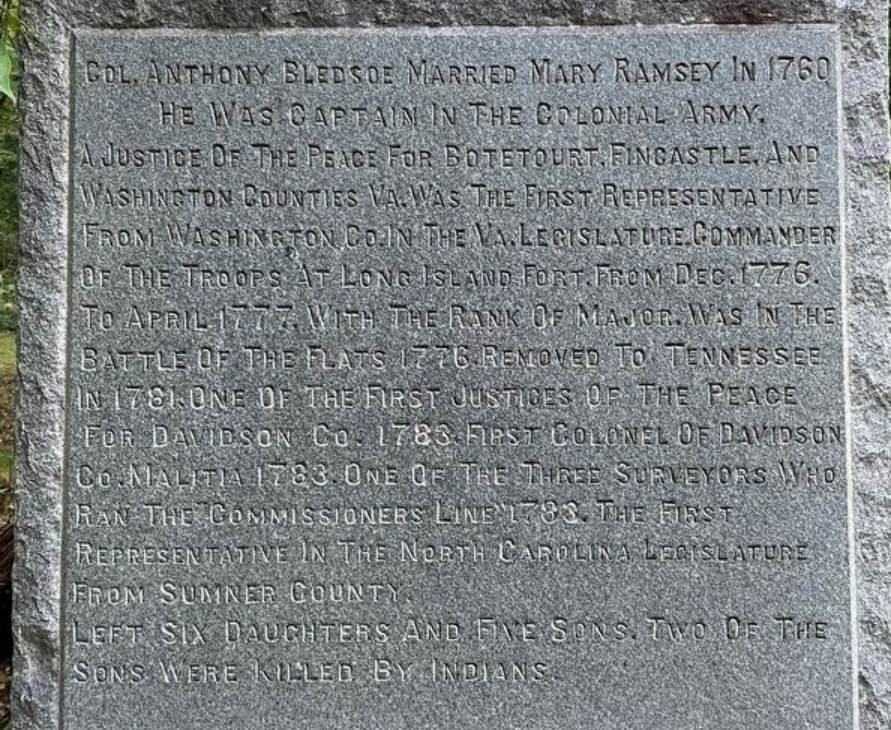 COL. ANTHONY BLEDSOE MARRIED MARY RAMSEY IN 1760
HE WAS CAPTAIN IN THE COLONIAL ARMY.
A JUSTICE OF THE PEACE FOR BOTETOURT, FINCASTLE, AND
WASHINGTON COUNTIES VA. WAS THE FIRST REPRESENTATIVE
FROM WASHINGTON CO. IN THE VA. LEGISLATURE. COMMANDER
OF THE TROOPS AT LONG ISLAND FORT. FROM DEC. 1776.
TO APRIL 1777. WITH THE RANK OF MAJOR. WAS IN THE
BATTLE OF THE FLATS 1776. REMOVED TO TENNESSEE
IN 1781. ONE OF THE FIRST JUSTICES OF THE PEACE
FOR DAVIDSON CO. 1783. FIRST COLONEL OF DAVIDSON
CO. MALITIA 1783. ONE OF THE THREE SURVEYORS WHO
RAN THE "COMMISSIONERS LINE" 1783. THE FIRST
REPRESENTATIVE IN THE NORTH CAROLINA LEGISLATURE
FROM SUMNER COUNTY.
LEFT SIX DAUGHTERS AND FIVE SONS. TWO OF THE
SONS WERE KILLED BY INDIANS.